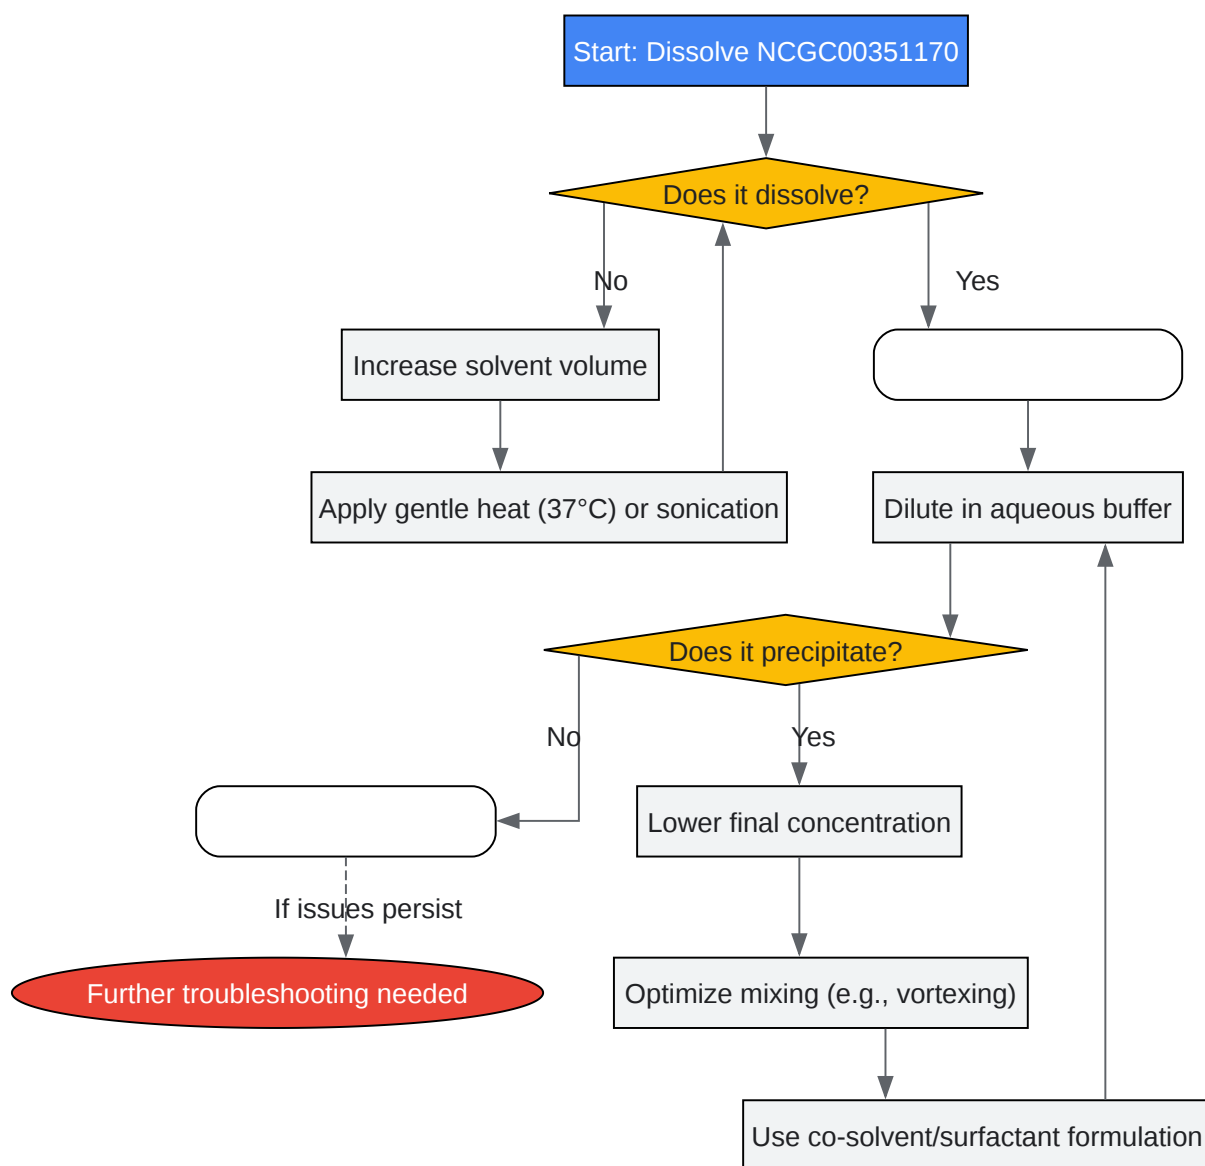 Start: Dissolve NCGC00351170
Does it dissolve?
No
Yes
Increase solvent volume
Apply gentle heat (37°C) or sonication
Dilute in aqueous buffer
Does it precipitate?
No
Yes
Lower final concentration
If issues persist
Further troubleshooting needed
Optimize mixing (e.g., vortexing)
Use co-solvent/surfactant formulation